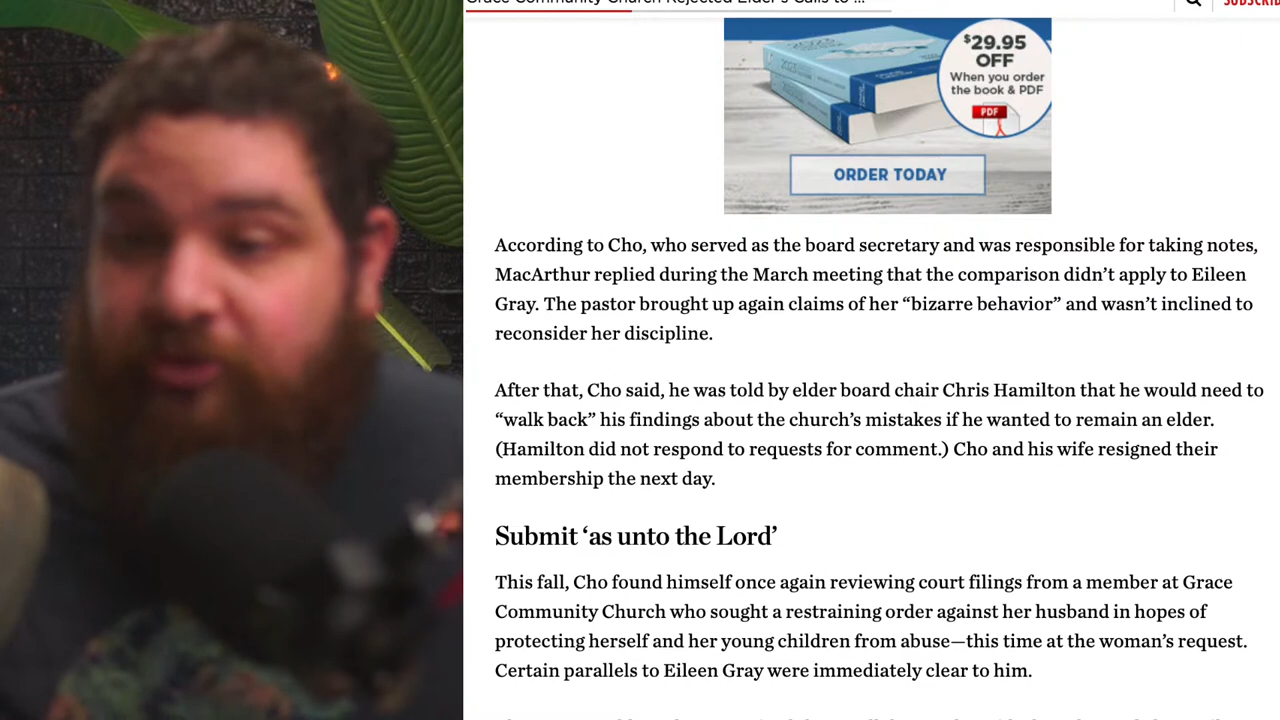 Grace Community Church Rejected Elder's Calls to ...
SUBSCRIB
$29.95
OFF
When you order
the book & PDF
PDF
ORDER TODAY
According to Cho, who served as the board secretary and was responsible for taking notes,
MacArthur replied during the March meeting that the comparison didn’t apply to Eileen
Gray. The pastor brought up again claims of her “bizarre behavior” and wasn’t inclined to
reconsider her discipline.
After that, Cho said, he was told by elder board chair Chris Hamilton that he would need to
“walk back” his findings about the church’s mistakes if he wanted to remain an elder.
(Hamilton did not respond to requests for comment.) Cho and his wife resigned their
membership the next day.
Submit ‘as unto the Lord’
This fall, Cho found himself once again reviewing court filings from a member at Grace
Community Church who sought a restraining order against her husband in hopes of
protecting herself and her young children from abuse—this time at the woman’s request.
Certain parallels to Eileen Gray were immediately clear to him.